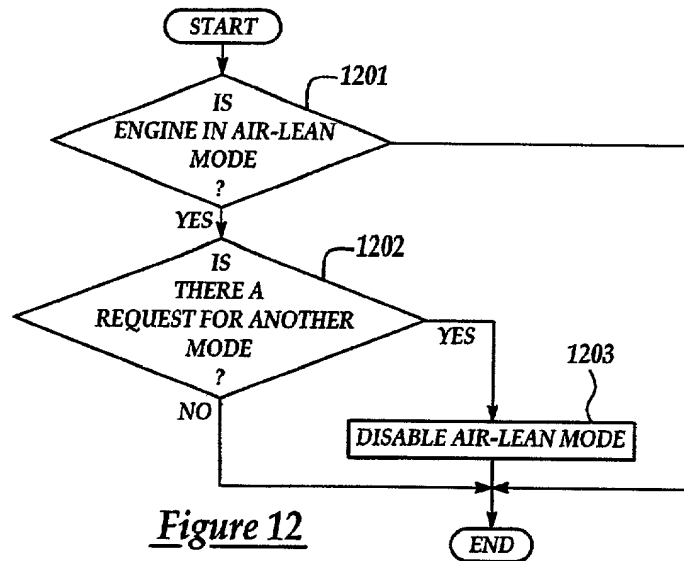 START
1201
IS
ENGINE IN AIR-LEAN
MODE
?
YES
1202
IS
THERE A
REQUEST FOR ANOTHER
MODE
?
YES
NO
1203
DISABLE AIR-LEAN MODE
Figure 12
END